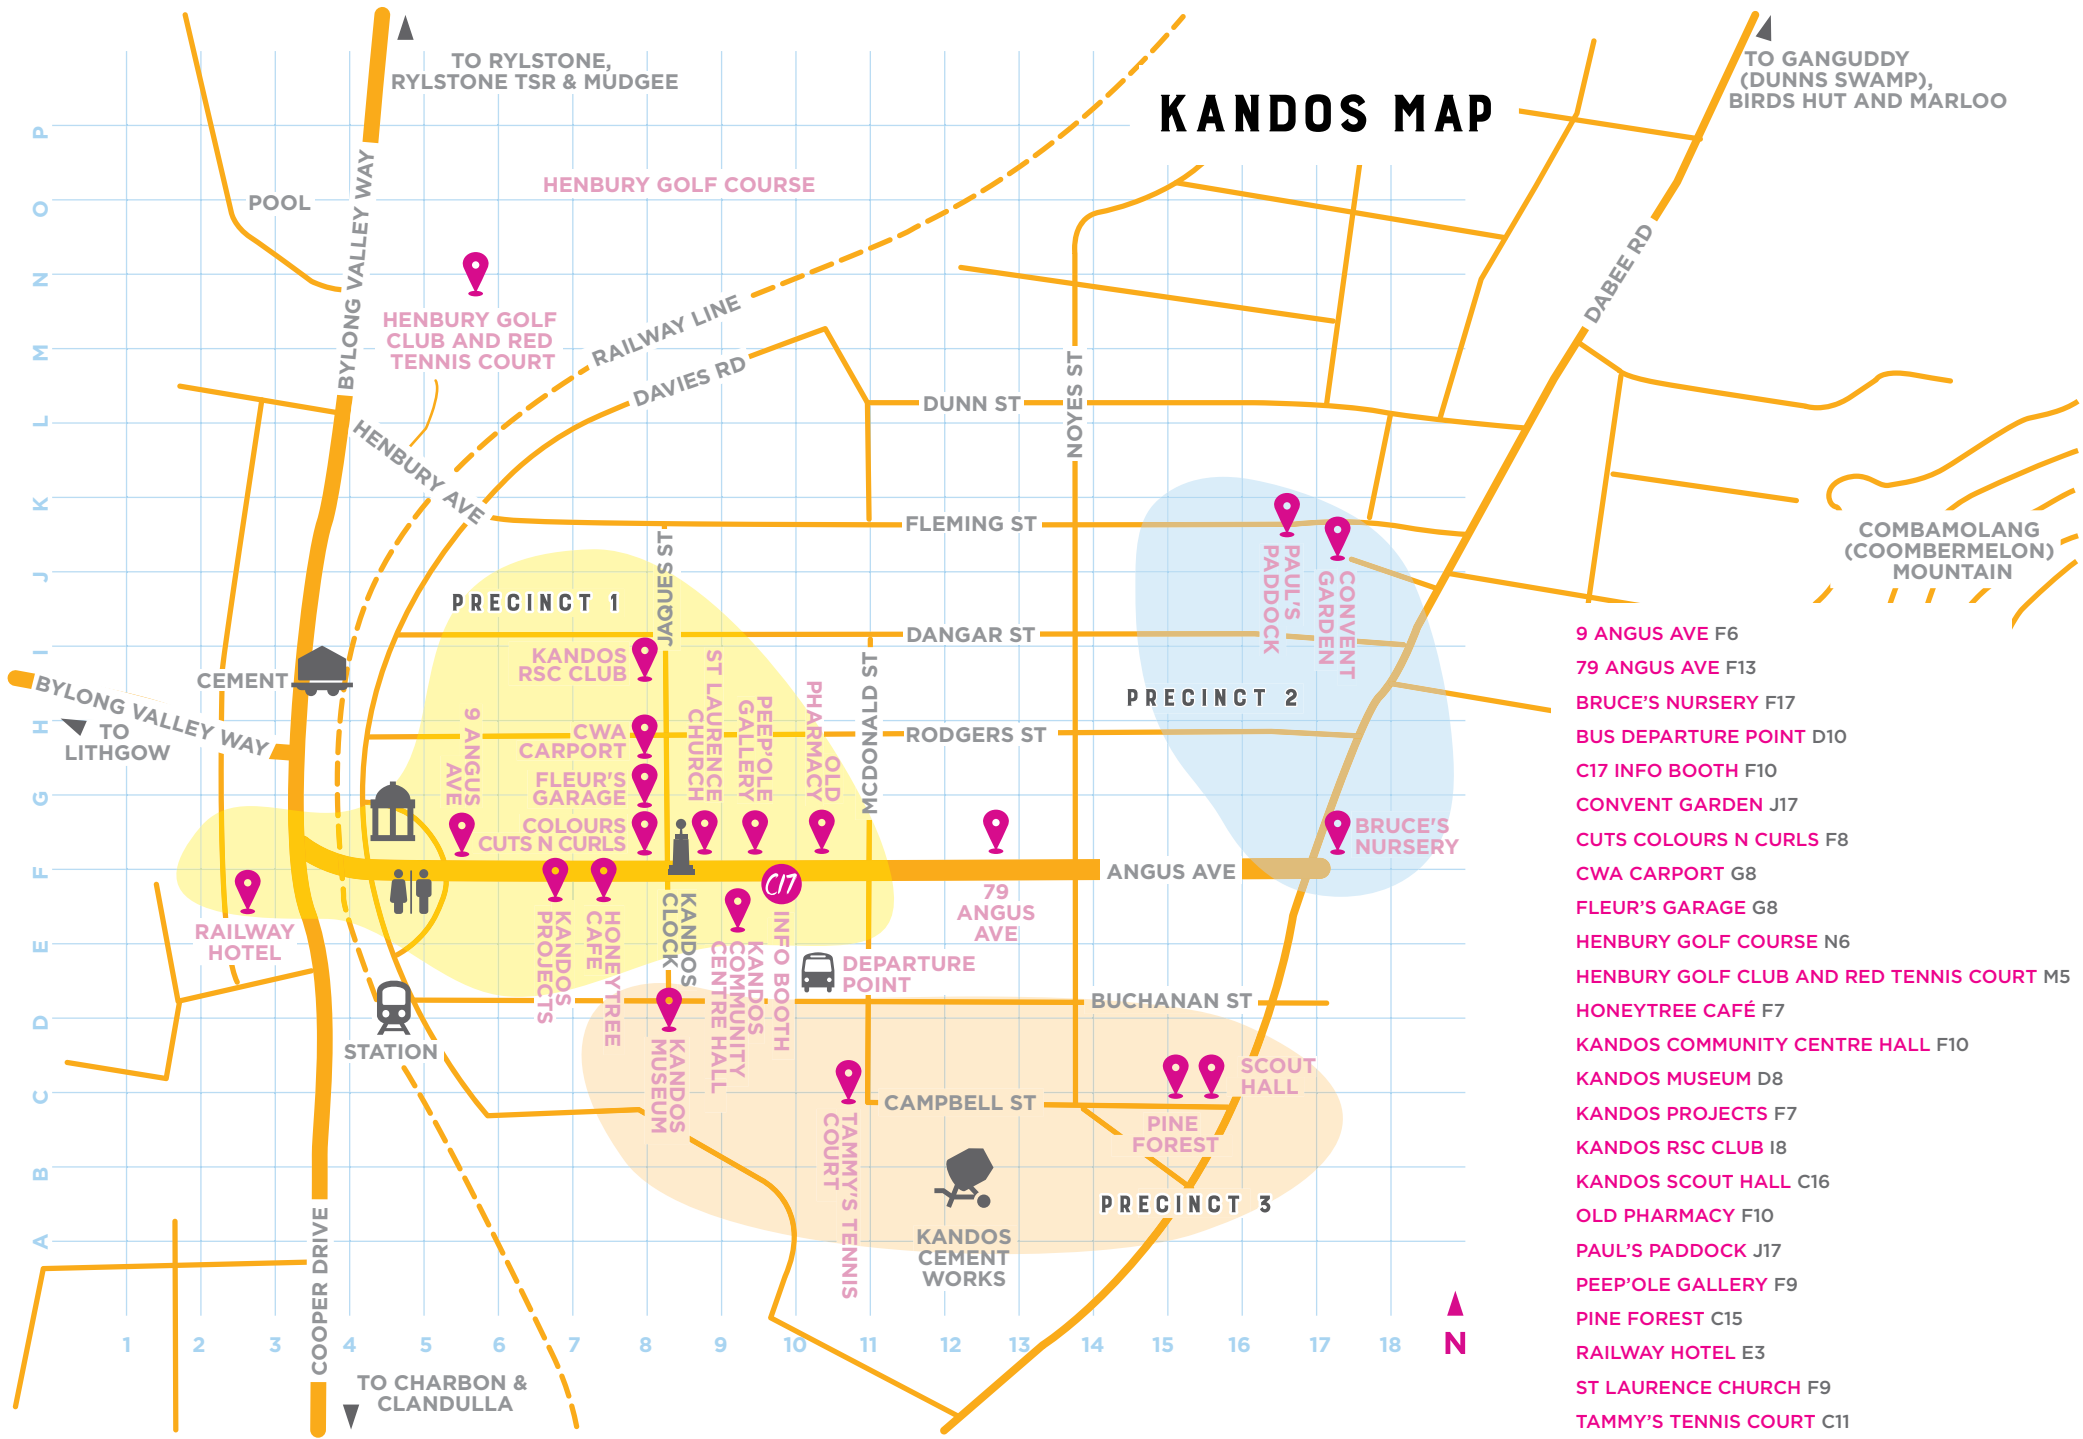 KANDOS MAP
TO RYLSTONE,
RYLSTONE TSR & MUDGEE
TO GANGUDDY
(DUNNS SWAMP),
BIRDS HUT AND MARLOO
P
O
N
M
L
K
J
I
H
G
F
E
D
C
B
A
POOL
BYLONG VALLEY WAY
HENBURY GOLF COURSE
HENBURY GOLF
CLUB AND RED
TENNIS COURT
RAILWAY LINE
DAVIES RD
DABEE RD
NOYES ST
DUNN ST
HENBURY AVE
FLEMING ST
JAQUES ST
PAUL'S
PADDOCK
CONVENT
GARDEN
COMBAMOLANG
(COOMBERMELON)
MOUNTAIN
PRECINCT 1
DANGAR ST
KANDOS
RSC CLUB
CEMENT
BYLONG VALLEY WAY
TO
LITHGOW
PRECINCT 2
9 ANGUS
AVE
CWA
CARPORT
FLEUR'S
GARAGE
COLOURS
CUTS N CURLS
ST LAURENCE
CHURCH
PEEP'OLE
GALLERY
OLD
PHARMACY
MCDONALD ST
RODGERS ST
BRUCE'S
NURSERY
ANGUS AVE
C17
79
ANGUS
AVE
RAILWAY
HOTEL
KANDOS
PROJECTS
HONEYTREE
CAFE
KANDOS
CLOCK
KANDOS
COMMUNITY
CENTRE HALL
INFO BOOTH
DEPARTURE
POINT
BUCHANAN ST
STATION
KANDOS
MUSEUM
SCOUT
HALL
CAMPBELL ST
PINE
FOREST
TAMMY'S TENNIS
COURT
PRECINCT 3
KANDOS
CEMENT
WORKS
COOPER DRIVE
1 2 3 4 5 6 7 8 9 10 11 12 13 14 15 16 17 18
N
TO CHARBON &
CLANDULLA
9 ANGUS AVE F6
79 ANGUS AVE F13
BRUCE'S NURSERY F17
BUS DEPARTURE POINT D10
C17 INFO BOOTH F10
CONVENT GARDEN J17
CUTS COLOURS N CURLS F8
CWA CARPORT G8
FLEUR'S GARAGE G8
HENBURY GOLF COURSE N6
HENBURY GOLF CLUB AND RED TENNIS COURT M5
HONEYTREE CAFÉ F7
KANDOS COMMUNITY CENTRE HALL F10
KANDOS MUSEUM D8
KANDOS PROJECTS F7
KANDOS RSC CLUB I8
KANDOS SCOUT HALL C16
OLD PHARMACY F10
PAUL'S PADDOCK J17
PEEP'OLE GALLERY F9
PINE FOREST C15
RAILWAY HOTEL E3
ST LAURENCE CHURCH F9
TAMMY'S TENNIS COURT C11